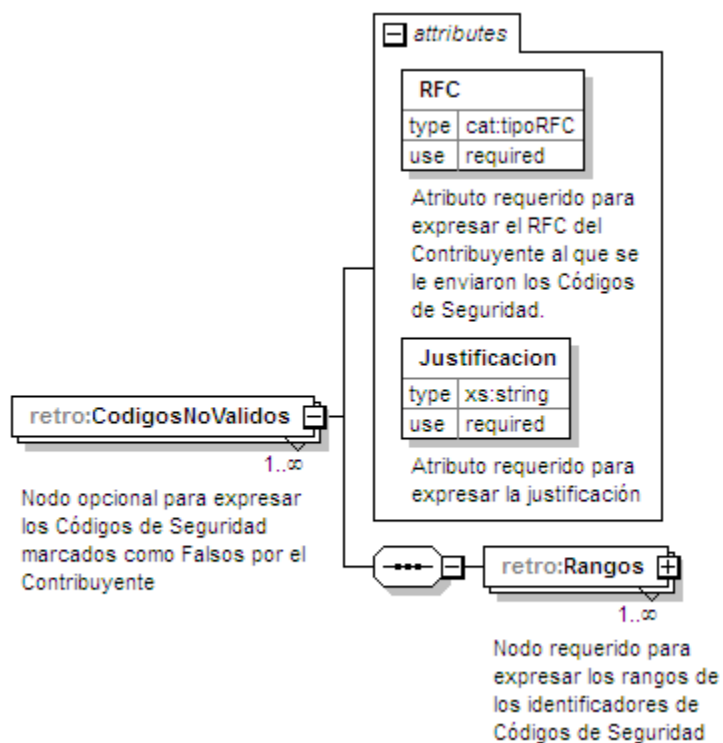 attributes
RFC
type cat:tipoRFC
use required
Atributo requerido para
expresar el RFC del
Contribuyente al que se
le enviaron los Códigos
de Seguridad.
Justificacion
type xs:string
use required
Atributo requerido para
expresar la justificación
retro:CodigosNoValidos
1..∞
Nodo opcional para expresar
los Códigos de Seguridad
marcados como Falsos por el
Contribuyente
retro:Rangos
1..∞
Nodo requerido para
expresar los rangos de
los identificadores de
Códigos de Seguridad